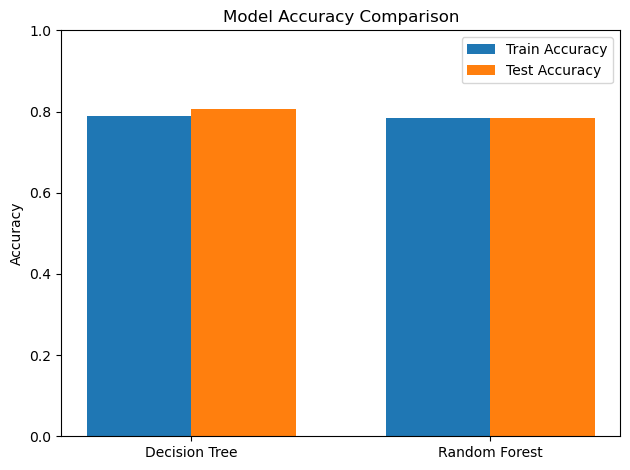 Model Accuracy Comparison
Train Accuracy
Test Accuracy
Accuracy
1.0
0.8
0.6
0.4
0.2
0.0
Decision Tree
Random Forest